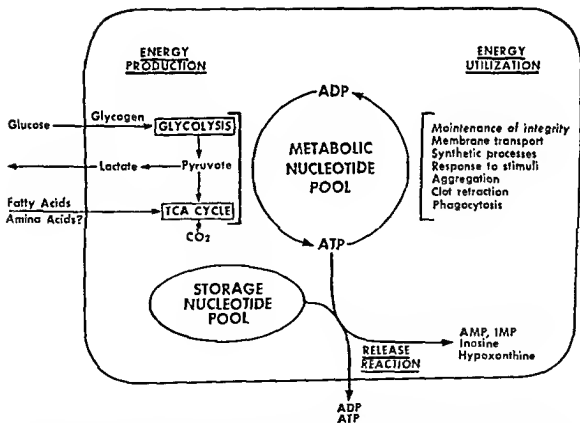 ENERGY
PRODUCTION
ENERGY
UTILIZATION
Glucose
Glycogen
GLYCOLYSIS
Lactate
Pyruvate
Fatty Acids
Amino Acids?
TCA CYCLE
CO2
ADP
METABOLIC
NUCLEOTIDE
POOL
ATP
Maintenance of integrity
Membrane transport
Synthetic processes
Response to stimuli
Aggregation
Clot retraction
Phagocytosis
STORAGE
NUCLEOTIDE
POOL
RELEASE
REACTION
AMP, IMP
Inosine
Hypoxanthine
ADP
ATP